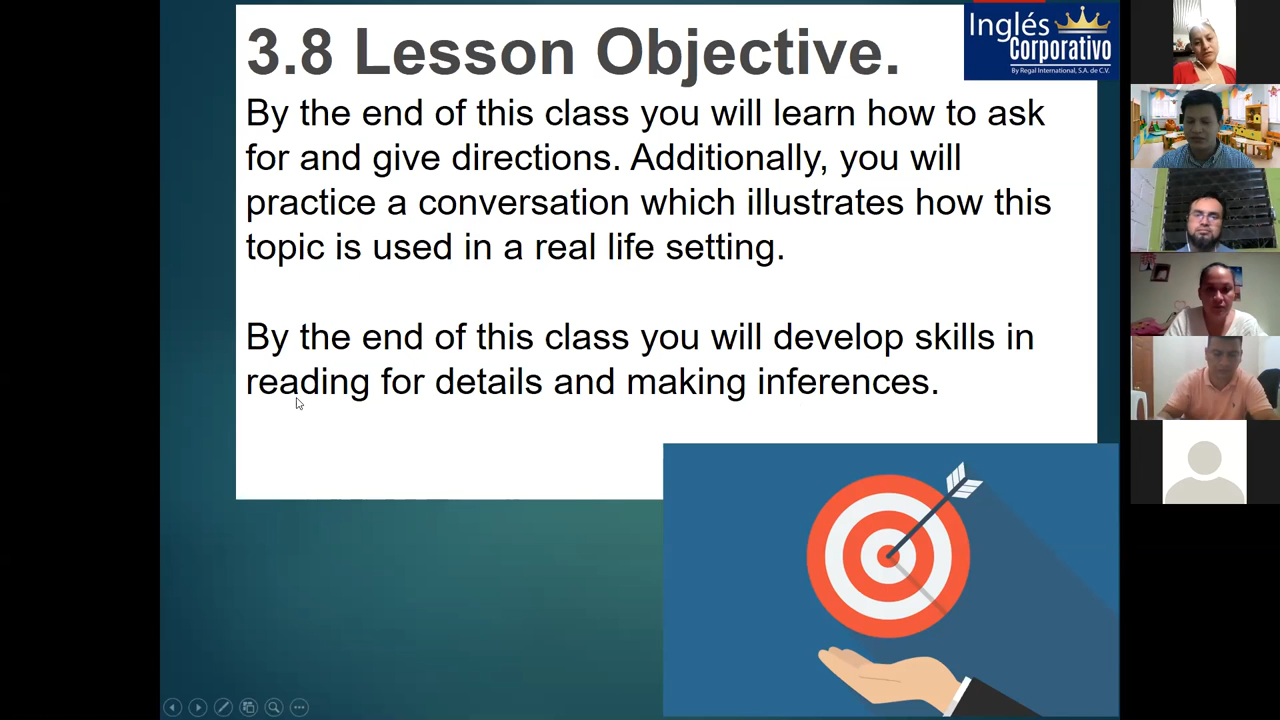 3.8 Lesson Objective.
Inglés
Corporativo
By Regal International, S.A. de C.V.
By the end of this class you will learn how to ask
for and give directions. Additionally, you will
practice a conversation which illustrates how this
topic is used in a real life setting.
By the end of this class you will develop skills in
reading for details and making inferences.